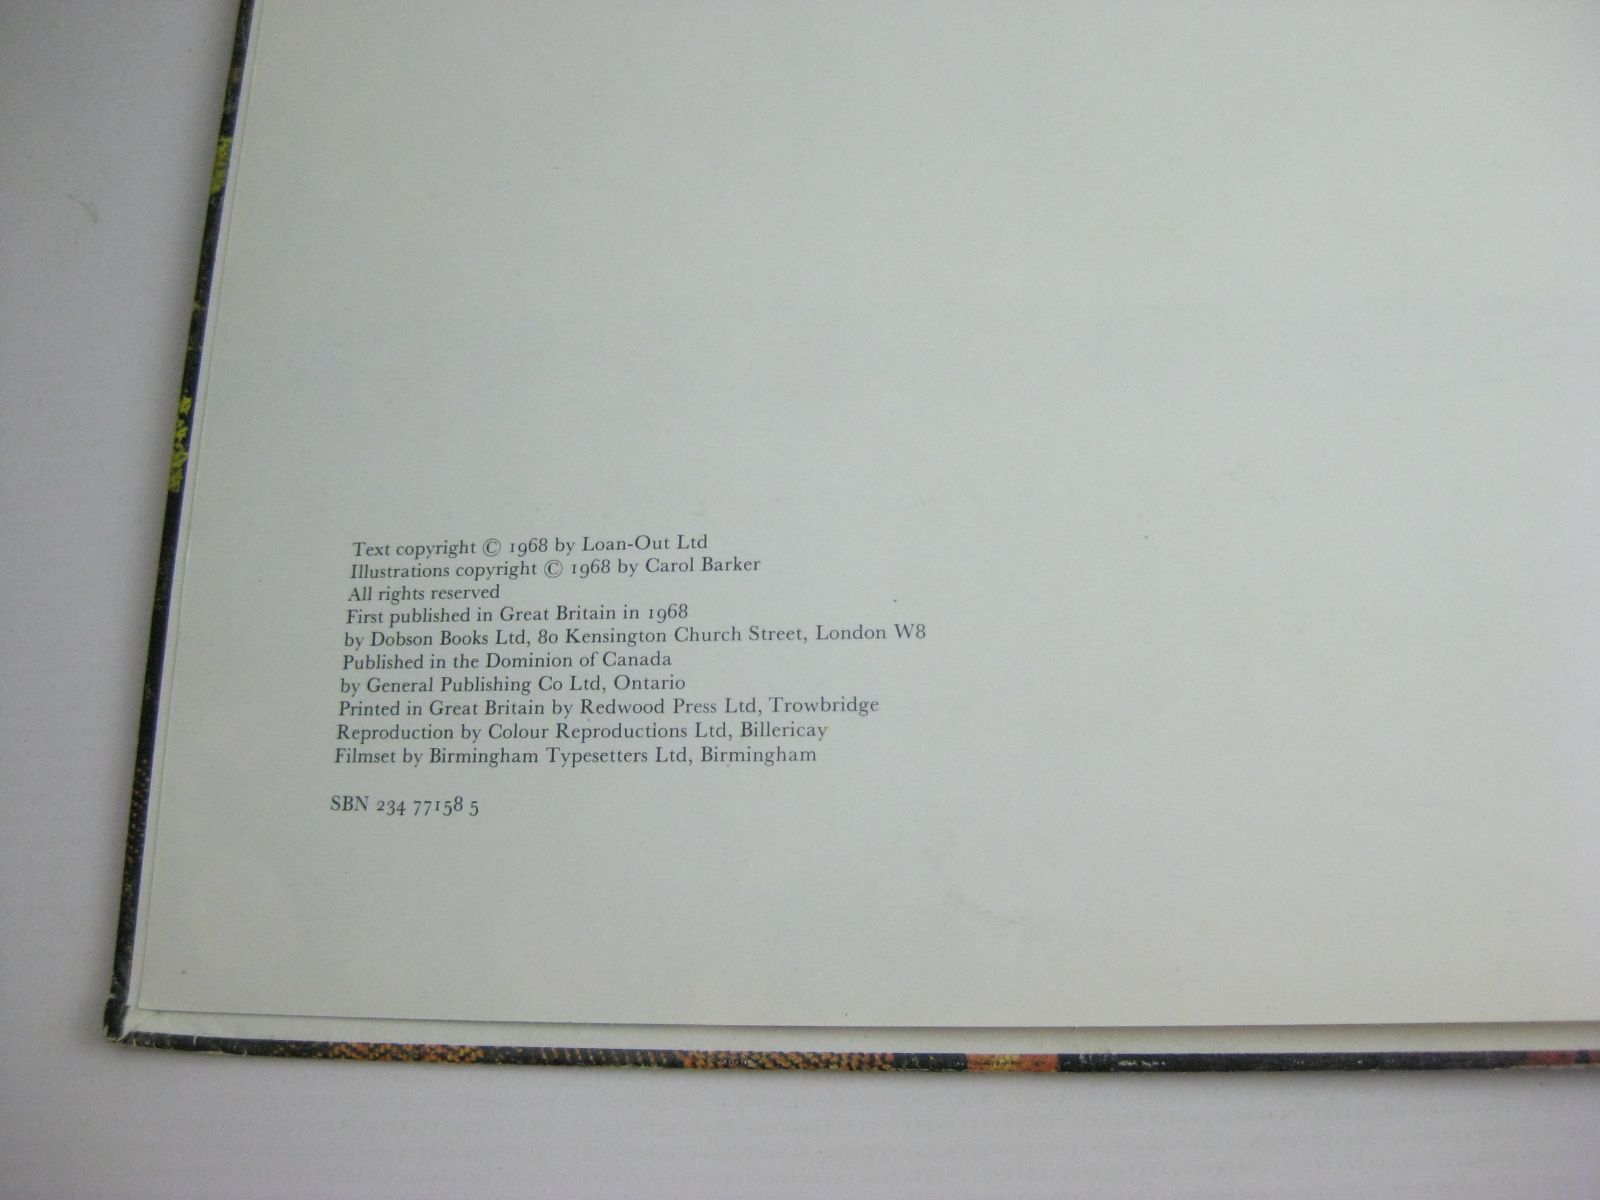 Text copyright © 1968 by Loan-Out Ltd
Illustrations copyright © 1968 by Carol Barker
All rights reserved
First published in Great Britain in 1968
by Dobson Books Ltd, 80 Kensington Church Street, London W8
Published in the Dominion of Canada
by General Publishing Co Ltd, Ontario
Printed in Great Britain by Redwood Press Ltd, Trowbridge
Reproduction by Colour Reproductions Ltd, Billericay
Filmset by Birmingham Typesetters Ltd, Birmingham
SBN 234 77158 5